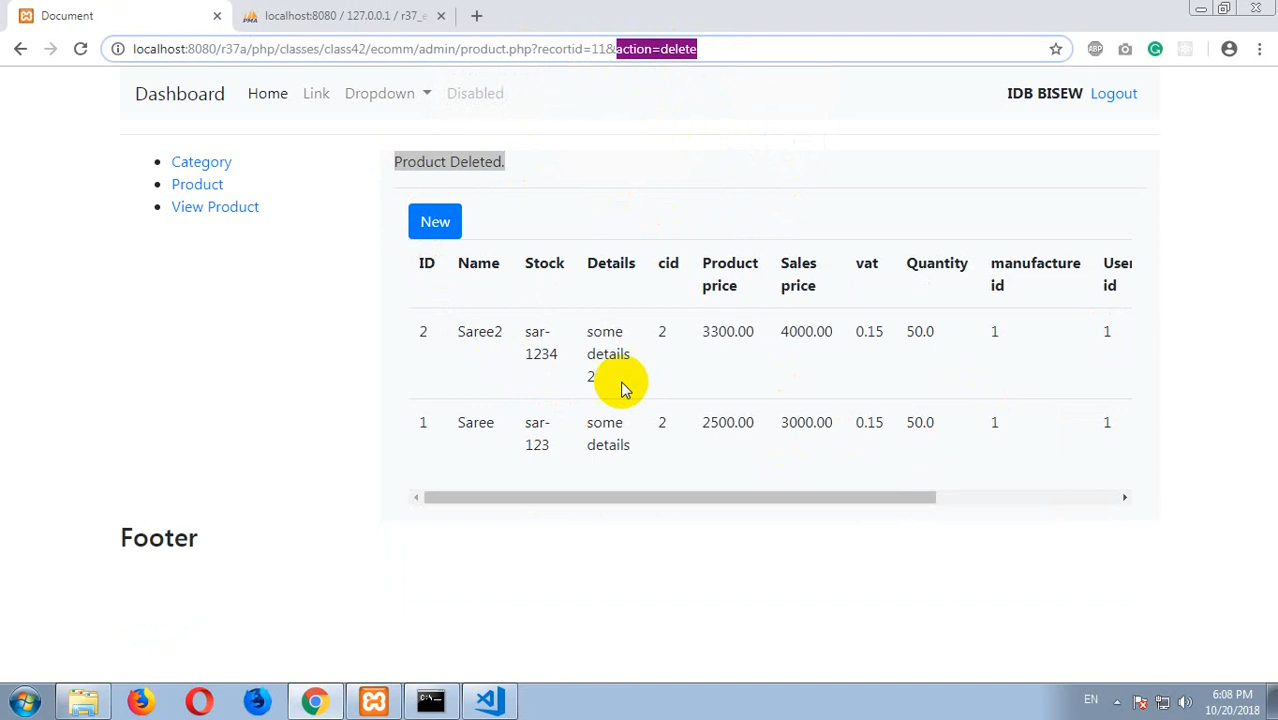 Document
localhost:8080 / 127.0.0.1 / r37_e
localhost:8080/r37a/php/classes/class42/ecomm/admin/product.php?recortid=11&action=delete
ABP
Dashboard Home Link Dropdown Disabled IDB BISEW Logout
Category
Product
View Product
Product Deleted.
New
ID Name Stock Details cid Product price Sales price vat Quantity manufacture id User id
2 Saree2 sar-1234 some details 2 2 3300.00 4000.00 0.15 50.0 1 1
1 Saree sar-123 some details 2 2500.00 3000.00 0.15 50.0 1 1
Footer
EN
6:08 PM
10/20/2018